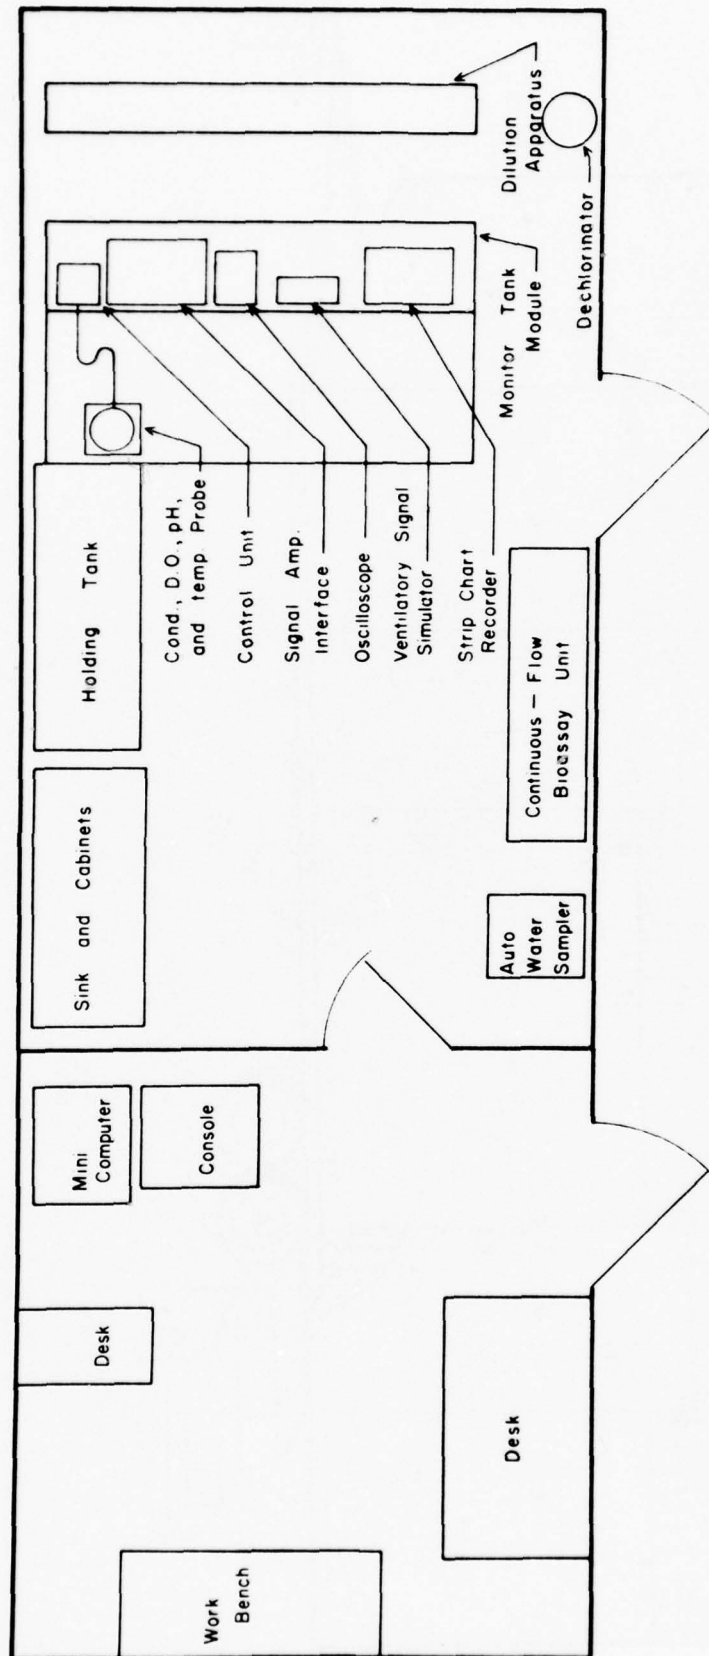 Work
Bench
Desk
Desk
Mini
Computer
Console
Sink and Cabinets
Holding Tank
Auto
Water
Sampler
Continuous – Flow
Bioassay Unit
Cond., D.O., pH,
and temp. Probe
Control Unit
Signal Amp.
Interface
Oscilloscope
Ventilatory Signal
Simulator
Strip Chart
Recorder
Monitor Tank
Module
Dilution
Apparatus
Dechlorinator